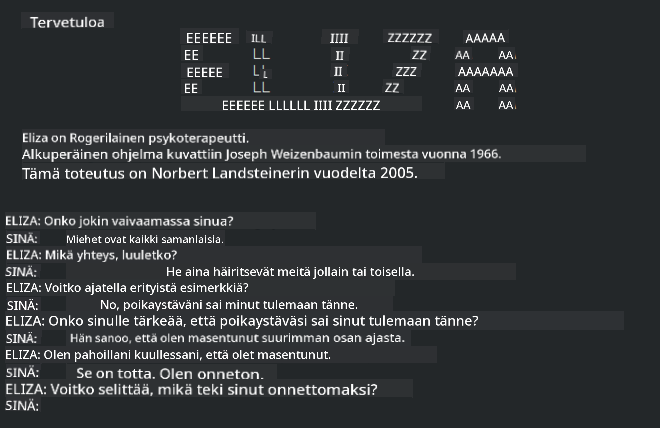 Tervetuloa
EEEEEE LLL IIII ZZZZZZ AAAAA
EE LL II ZZ AA AA
EEEEE LL II ZZZ AAAAAAA
EE LL II ZZ AA AA
EEEEEE LLLLLL IIII ZZZZZZ AA AA
Eliza on Rogerilainen psykoterapeutti.
Alkuperäinen ohjelma kuvattiin Joseph Weizenbaumin toimesta vuonna 1966.
Tämä toteutus on Norbert Landsteinerin vuodelta 2005.
ELIZA: Onko jokin vaivaamassa sinua?
SINÄ: Miehet ovat kaikki samanlaisia.
ELIZA: Mikä yhteys, luuletko?
SINÄ: He aina häiritsevät meitä jollain tai toisella.
ELIZA: Voitko ajatella erityistä esimerkkiä?
SINÄ: No, poikaystäväni sai minut tulemaan tänne.
ELIZA: Onko sinulle tärkeää, että poikaystäväsi sai sinut tulemaan tänne?
SINÄ: Hän sanoo, että olen masentunut suurimman osan ajasta.
ELIZA: Olen pahoillani kuullessani, että olet masentunut.
SINÄ: Se on totta. Olen onneton.
ELIZA: Voitko selittää, mikä teki sinut onnettomaksi?
SINÄ: